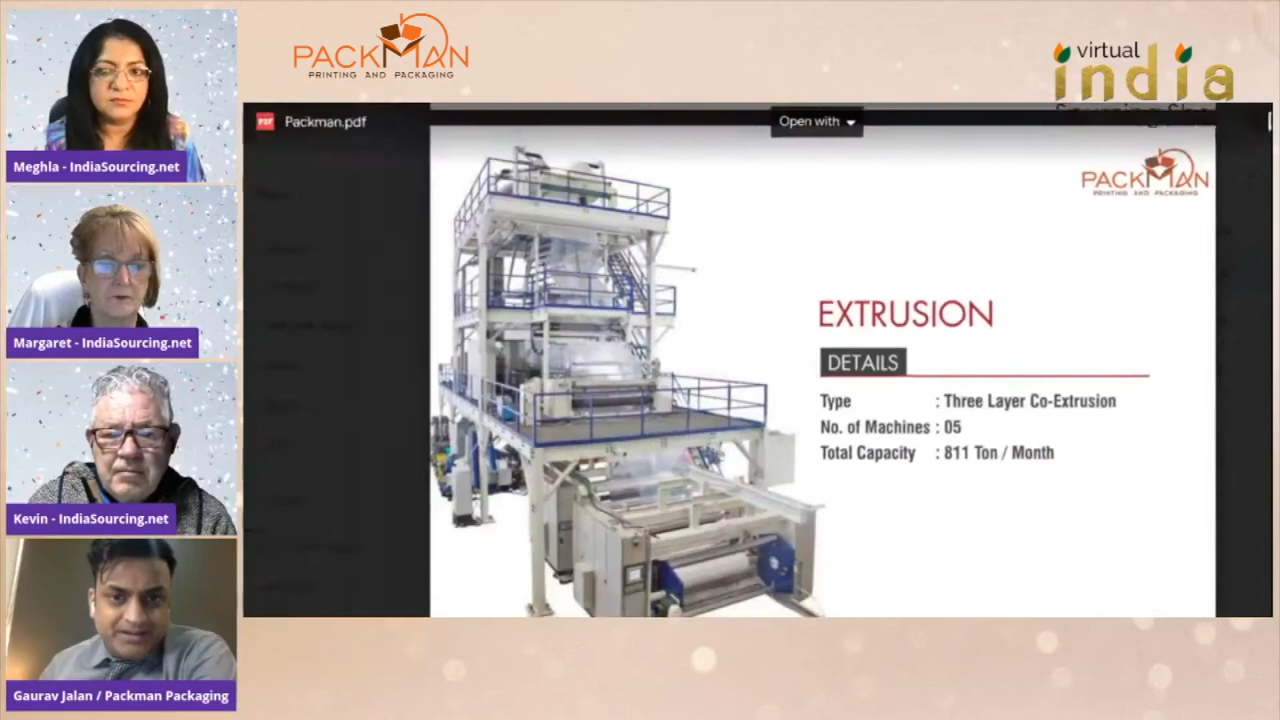 Meghla - IndiaSourcing.net
Margaret - IndiaSourcing.net
Kevin - IndiaSourcing.net
Gaurav Jalan / Packman Packaging
PACKMAN
PRINTING AND PACKAGING
virtual
india
PDF Packman.pdf
Open with
PACKMAN
PRINTING AND PACKAGING
EXTRUSION
DETAILS
Type : Three Layer Co-Extrusion
No. of Machines : 05
Total Capacity : 811 Ton / Month